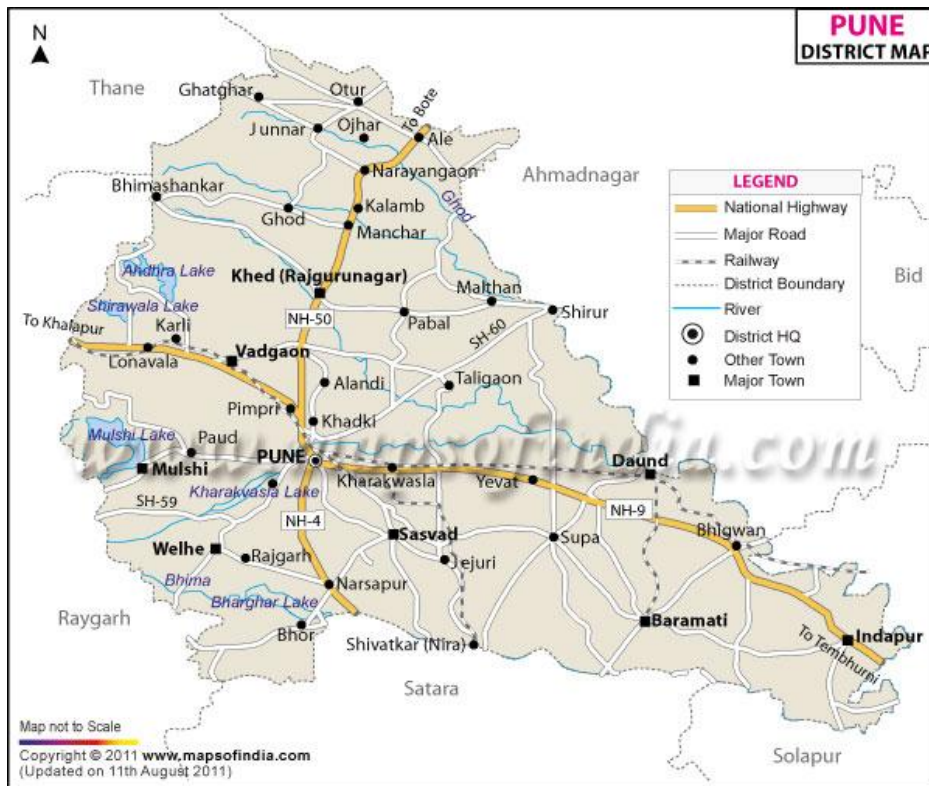 PUNE
DISTRICT MAP
N
Thane
Ghatghar
Otur
To Bote
Junnar
Ojhar
Ale
Narayangaon
Ahmadnagar
Bhimashankar
Ghod
Kalamb
Ghod
Manchar
LEGEND
National Highway
Major Road
Railway
District Boundary
River
District HQ
Other Town
Major Town
Bid
Andhra Lake
Khed (Rajgurunagar)
Malthan
Shirawala Lake
Shirur
To Khalapur
Karli
NH-50
Pabal
SH-60
Lonavala
Vadgaon
Alandi
Taligaon
Pimpri
Khadki
www.mapsofindia.com
Mulshi Lake
Paud
PUNE
Mulshi
Kharakwasla
Yevat
Daund
Kharakwasla Lake
SH-59
NH-4
NH-9
Sasvad
Supa
Bhigwan
Welhe
Rajgarh
Jejuri
Bhima
Narsapur
Bharghar Lake
Raygarh
Bhor
Shivatkar (Nira)
Baramati
Indapur
To Tembhurni
Satara
Solapur
Map not to Scale
Copyright © 2011 www.mapsofindia.com
(Updated on 11th August 2011)